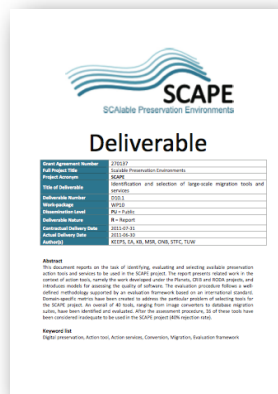 SCAPE
SCAlable Preservation Environments
Deliverable
Grant Agreement Number 270137
Full Project Title Scalable Preservation Environments
Project Acronym SCAPE
Title of Deliverable Identification and selection of large-scale migration tools and services
Deliverable Number D10.1
Work-package WP10
Dissemination Level PU = Public
Deliverable Nature R = Report
Contractual Delivery Date 2011-07-31
Actual Delivery Date 2011-06-30
Author(s) KEEPS, EA, KB, MSR, ONB, STFC, TUW
Abstract
This document reports on the task of identifying, evaluating and selecting available preservation
action tools and services to be used in the SCAPE project. The report presents related work in the
context of action tools, namely the work developed under the Planets, CRiB and RODA projects, and
introduces models for assessing the quality of software. The evaluation procedure follows a well-
defined methodology supported by an evaluation framework based on an international standard.
Domain-specific metrics have been created to address the particular problem of selecting tools for
the SCAPE project. An overall of 40 tools, ranging from image converters to database migration
suites, have been identified and evaluated. After the assessment procedure, 10 of these tools have
been considered inadequate to be used in the SCAPE project (
Keyword list
Digital preservation, Action tool, Action services, Conversion, Migration, Evaluation framework